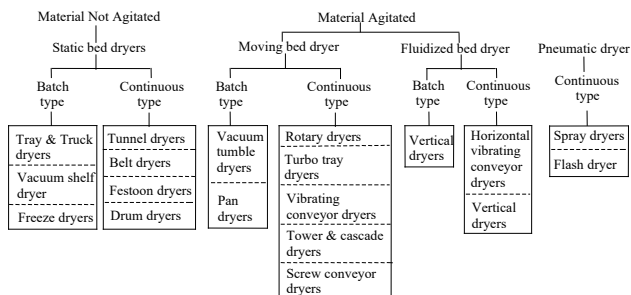 Material Not Agitated
Material Agitated
Static bed dryers
Moving bed dryer
Fluidized bed dryer
Pneumatic dryer
Batch
type
Continuous
type
Batch
type
Continuous
type
Batch
type
Continuous
type
Continuous
type
Tray & Truck
dryers
Vacuum shelf
dryer
Freeze dryers
Tunnel dryers
Belt dryers
Festoon dryers
Drum dryers
Vacuum
tumble
dryers
Pan
dryers
Rotary dryers
Turbo tray
dryers
Vibrating
conveyor dryers
Tower & cascade
dryers
Screw conveyor
dryers
Vertical
dryers
Horizontal
vibrating
conveyor
dryers
Vertical
dryers
Spray dryers
Flash dryer